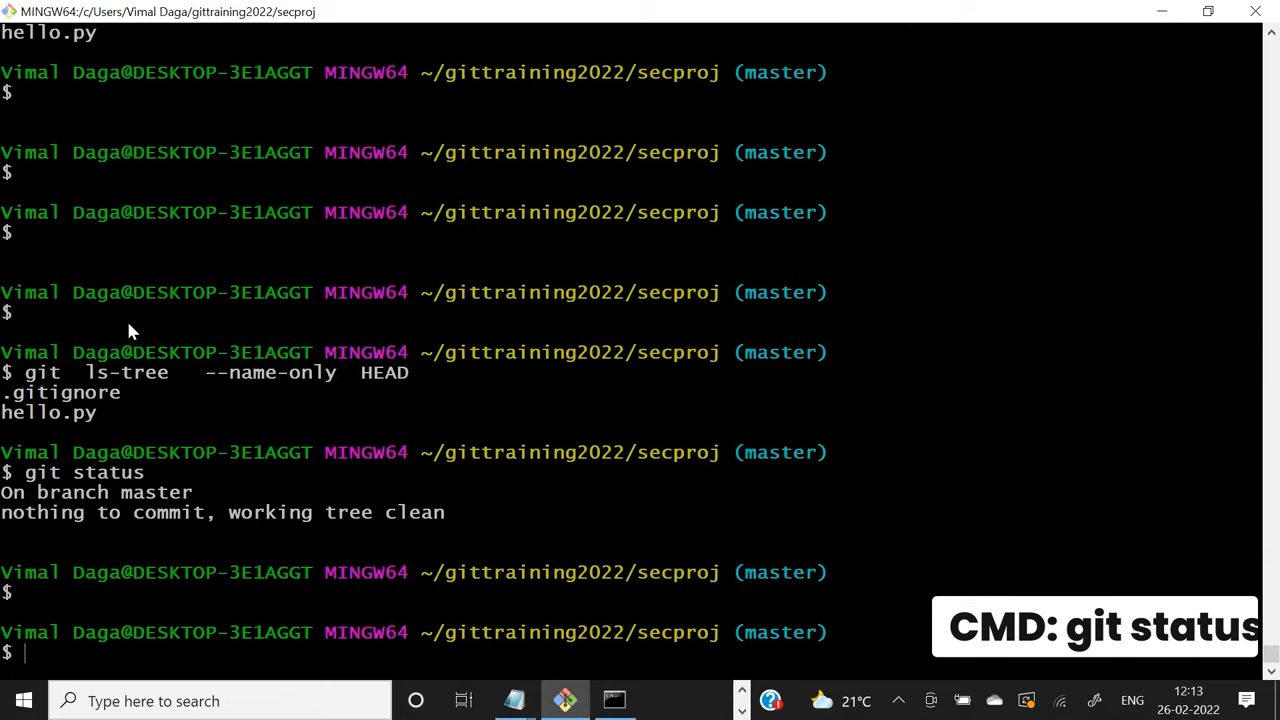 MINGW64:/c/Users/Vimal Daga/gittraining2022/secproj
hello.py
Vimal Daga@DESKTOP-3E1AGGT MINGW64 ~/gittraining2022/secproj (master)
$
Vimal Daga@DESKTOP-3E1AGGT MINGW64 ~/gittraining2022/secproj (master)
$
Vimal Daga@DESKTOP-3E1AGGT MINGW64 ~/gittraining2022/secproj (master)
$
Vimal Daga@DESKTOP-3E1AGGT MINGW64 ~/gittraining2022/secproj (master)
$
Vimal Daga@DESKTOP-3E1AGGT MINGW64 ~/gittraining2022/secproj (master)
$ git  ls-tree   --name-only  HEAD
.gitignore
hello.py
Vimal Daga@DESKTOP-3E1AGGT MINGW64 ~/gittraining2022/secproj (master)
$ git status
On branch master
nothing to commit, working tree clean
Vimal Daga@DESKTOP-3E1AGGT MINGW64 ~/gittraining2022/secproj (master)
$
Vimal Daga@DESKTOP-3E1AGGT MINGW64 ~/gittraining2022/secproj (master)
$
CMD: git status
Type here to search
21°C
ENG
12:13
26-02-2022